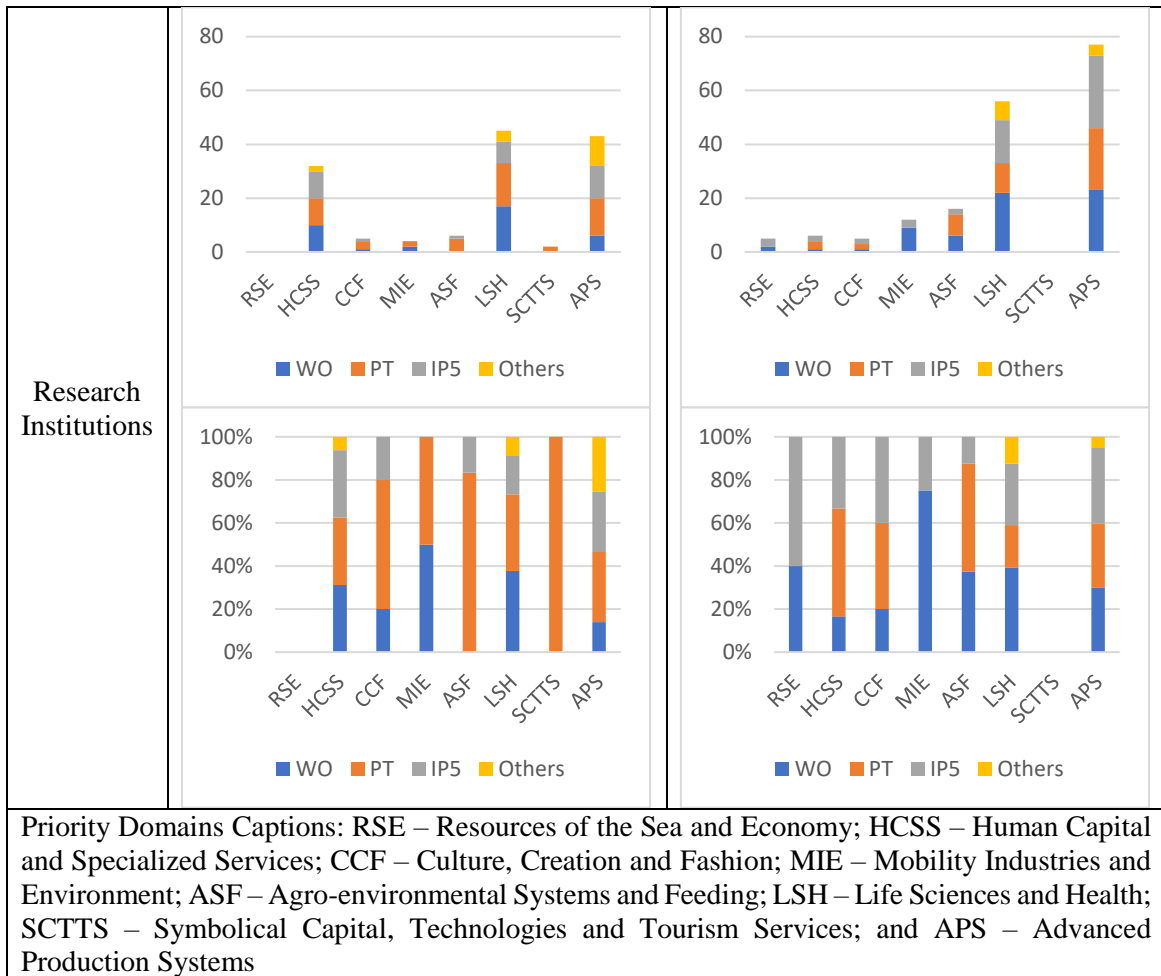 Research
Institutions
80
60
40
20
0
RSE
HCSS
CCF
MIE
ASF
LSH
SCTTS
APS
WO PT IP5 Others
80
60
40
20
0
RSE
HCSS
CCF
MIE
ASF
LSH
SCTTS
APS
WO PT IP5 Others
100%
80%
60%
40%
20%
0%
RSE
HCSS
CCF
MIE
ASF
LSH
SCTTS
APS
WO PT IP5 Others
100%
80%
60%
40%
20%
0%
RSE
HCSS
CCF
MIE
ASF
LSH
SCTTS
APS
WO PT IP5 Others
Priority Domains Captions: RSE – Resources of the Sea and Economy; HCSS – Human Capital
and Specialized Services; CCF – Culture, Creation and Fashion; MIE – Mobility Industries and
Environment; ASF – Agro-environmental Systems and Feeding; LSH – Life Sciences and Health;
SCTTS – Symbolical Capital, Technologies and Tourism Services; and APS – Advanced
Production Systems